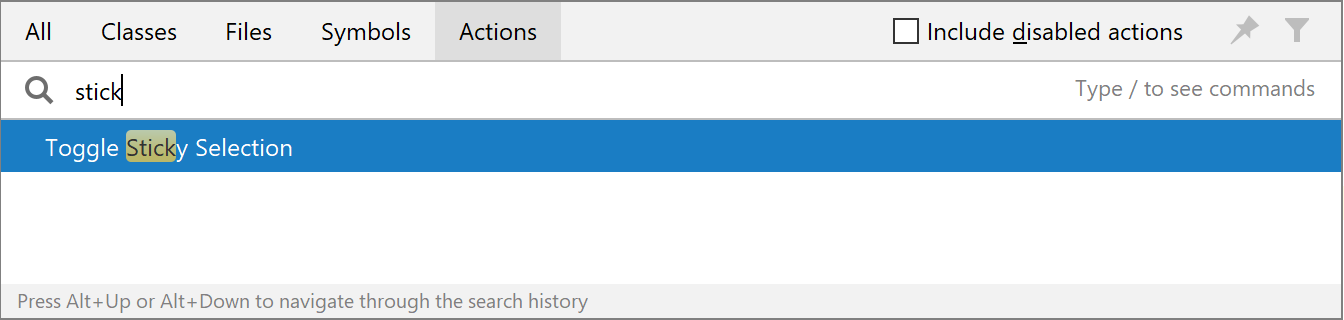 All Classes Files Symbols Actions Include disabled actions
stick Type / to see commands
Toggle Sticky Selection
Press Alt+Up or Alt+Down to navigate through the search history